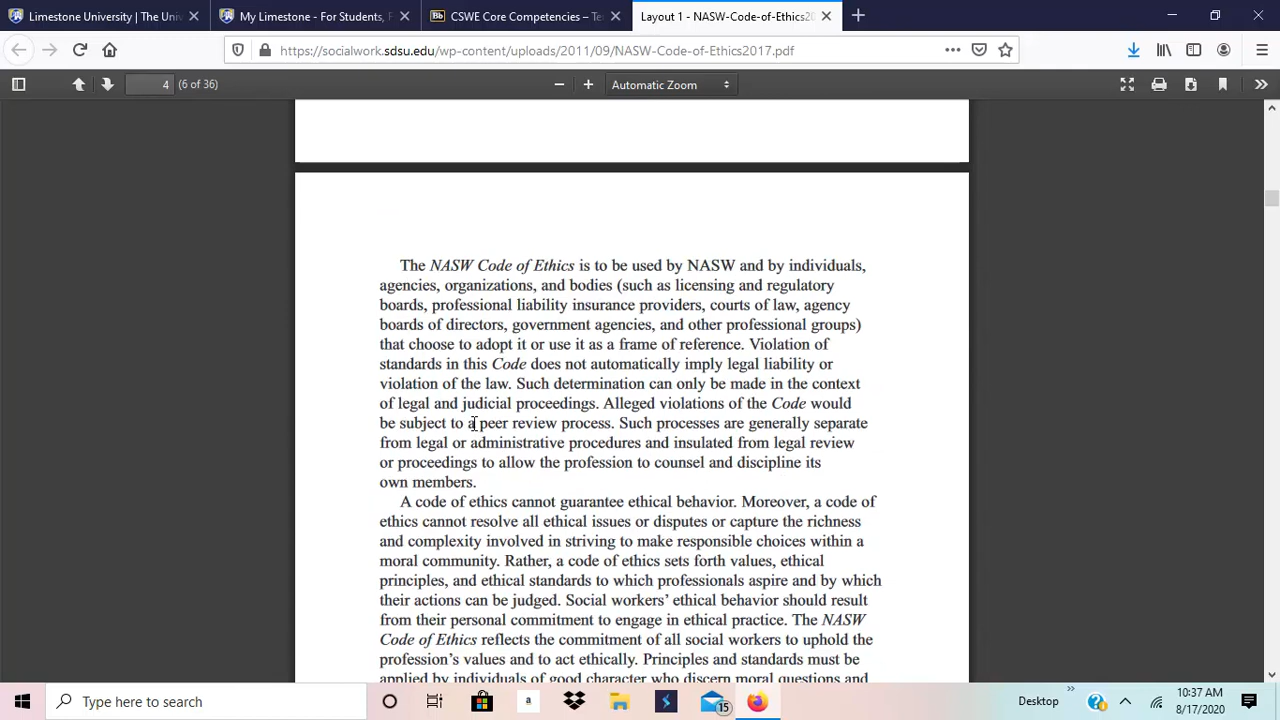 Limestone University | The Univ
My Limestone - For Students, F
Bb CSWE Core Competencies – Te
Layout 1 - NASW-Code-of-Ethics20
https://socialwork.sdsu.edu/wp-content/uploads/2011/09/NASW-Code-of-Ethics2017.pdf
4 (6 of 36)
Automatic Zoom
The NASW Code of Ethics is to be used by NASW and by individuals,
agencies, organizations, and bodies (such as licensing and regulatory
boards, professional liability insurance providers, courts of law, agency
boards of directors, government agencies, and other professional groups)
that choose to adopt it or use it as a frame of reference. Violation of
standards in this Code does not automatically imply legal liability or
violation of the law. Such determination can only be made in the context
of legal and judicial proceedings. Alleged violations of the Code would
be subject to a peer review process. Such processes are generally separate
from legal or administrative procedures and insulated from legal review
or proceedings to allow the profession to counsel and discipline its
own members.
A code of ethics cannot guarantee ethical behavior. Moreover, a code of
ethics cannot resolve all ethical issues or disputes or capture the richness
and complexity involved in striving to make responsible choices within a
moral community. Rather, a code of ethics sets forth values, ethical
principles, and ethical standards to which professionals aspire and by which
their actions can be judged. Social workers’ ethical behavior should result
from their personal commitment to engage in ethical practice. The NASW
Code of Ethics reflects the commitment of all social workers to uphold the
profession’s values and to act ethically. Principles and standards must be
applied by individuals of good character who discern moral questions and
Type here to search
a
15
Desktop
10:37 AM
8/17/2020